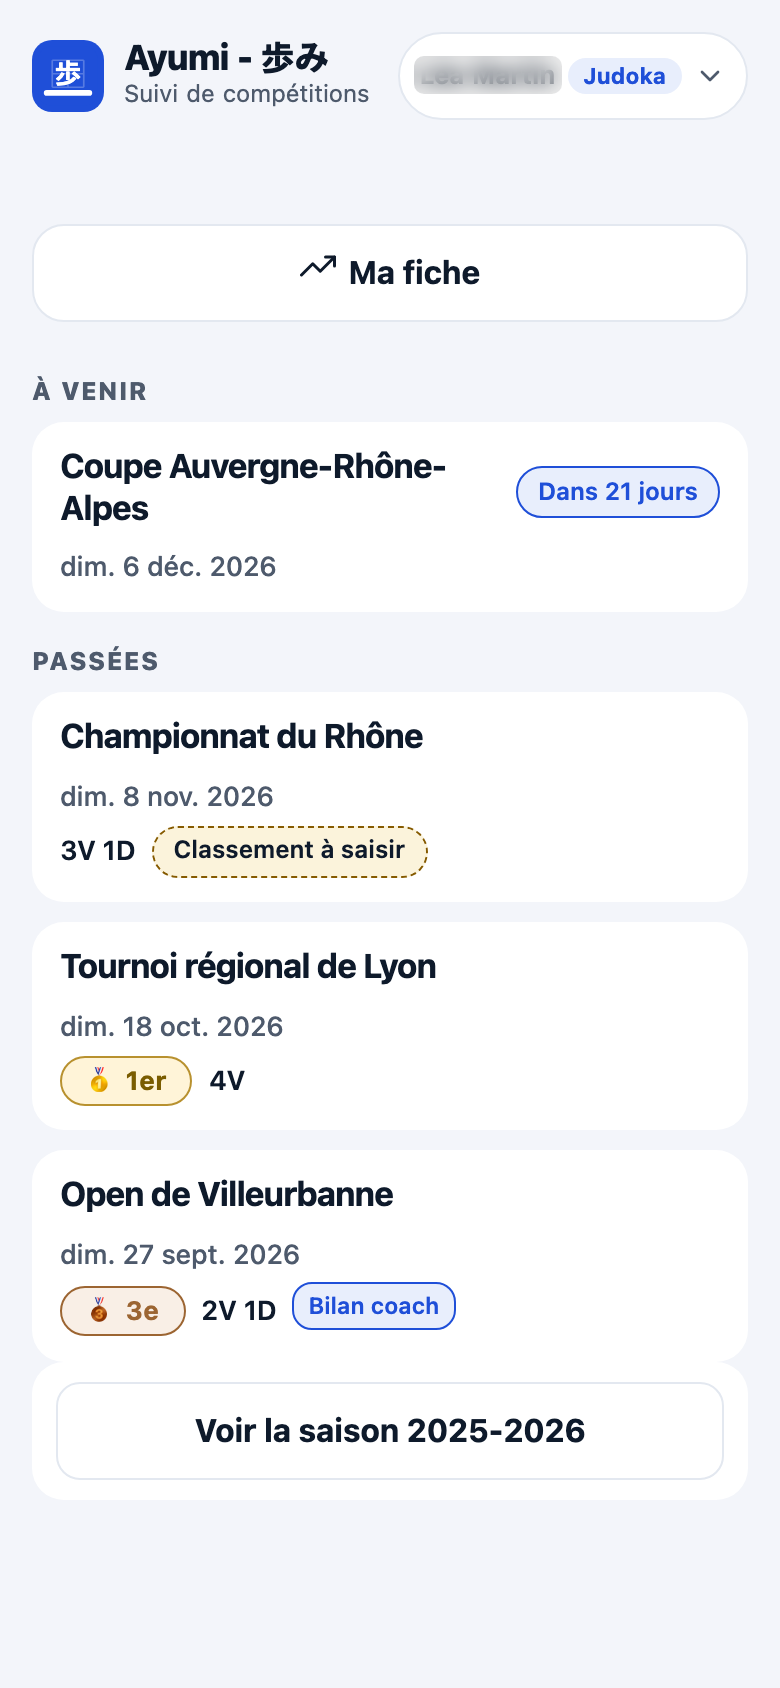 歩
Ayumi - 歩み
Suivi de compétitions
Judoka
Ma fiche
À VENIR
Coupe Auvergne-Rhône-
Alpes
Dans 21 jours
dim. 6 déc. 2026
PASSÉES
Championnat du Rhône
dim. 8 nov. 2026
3V 1D Classement à saisir
Tournoi régional de Lyon
dim. 18 oct. 2026
1er 4V
Open de Villeurbanne
dim. 27 sept. 2026
3e 2V 1D Bilan coach
Voir la saison 2025-2026